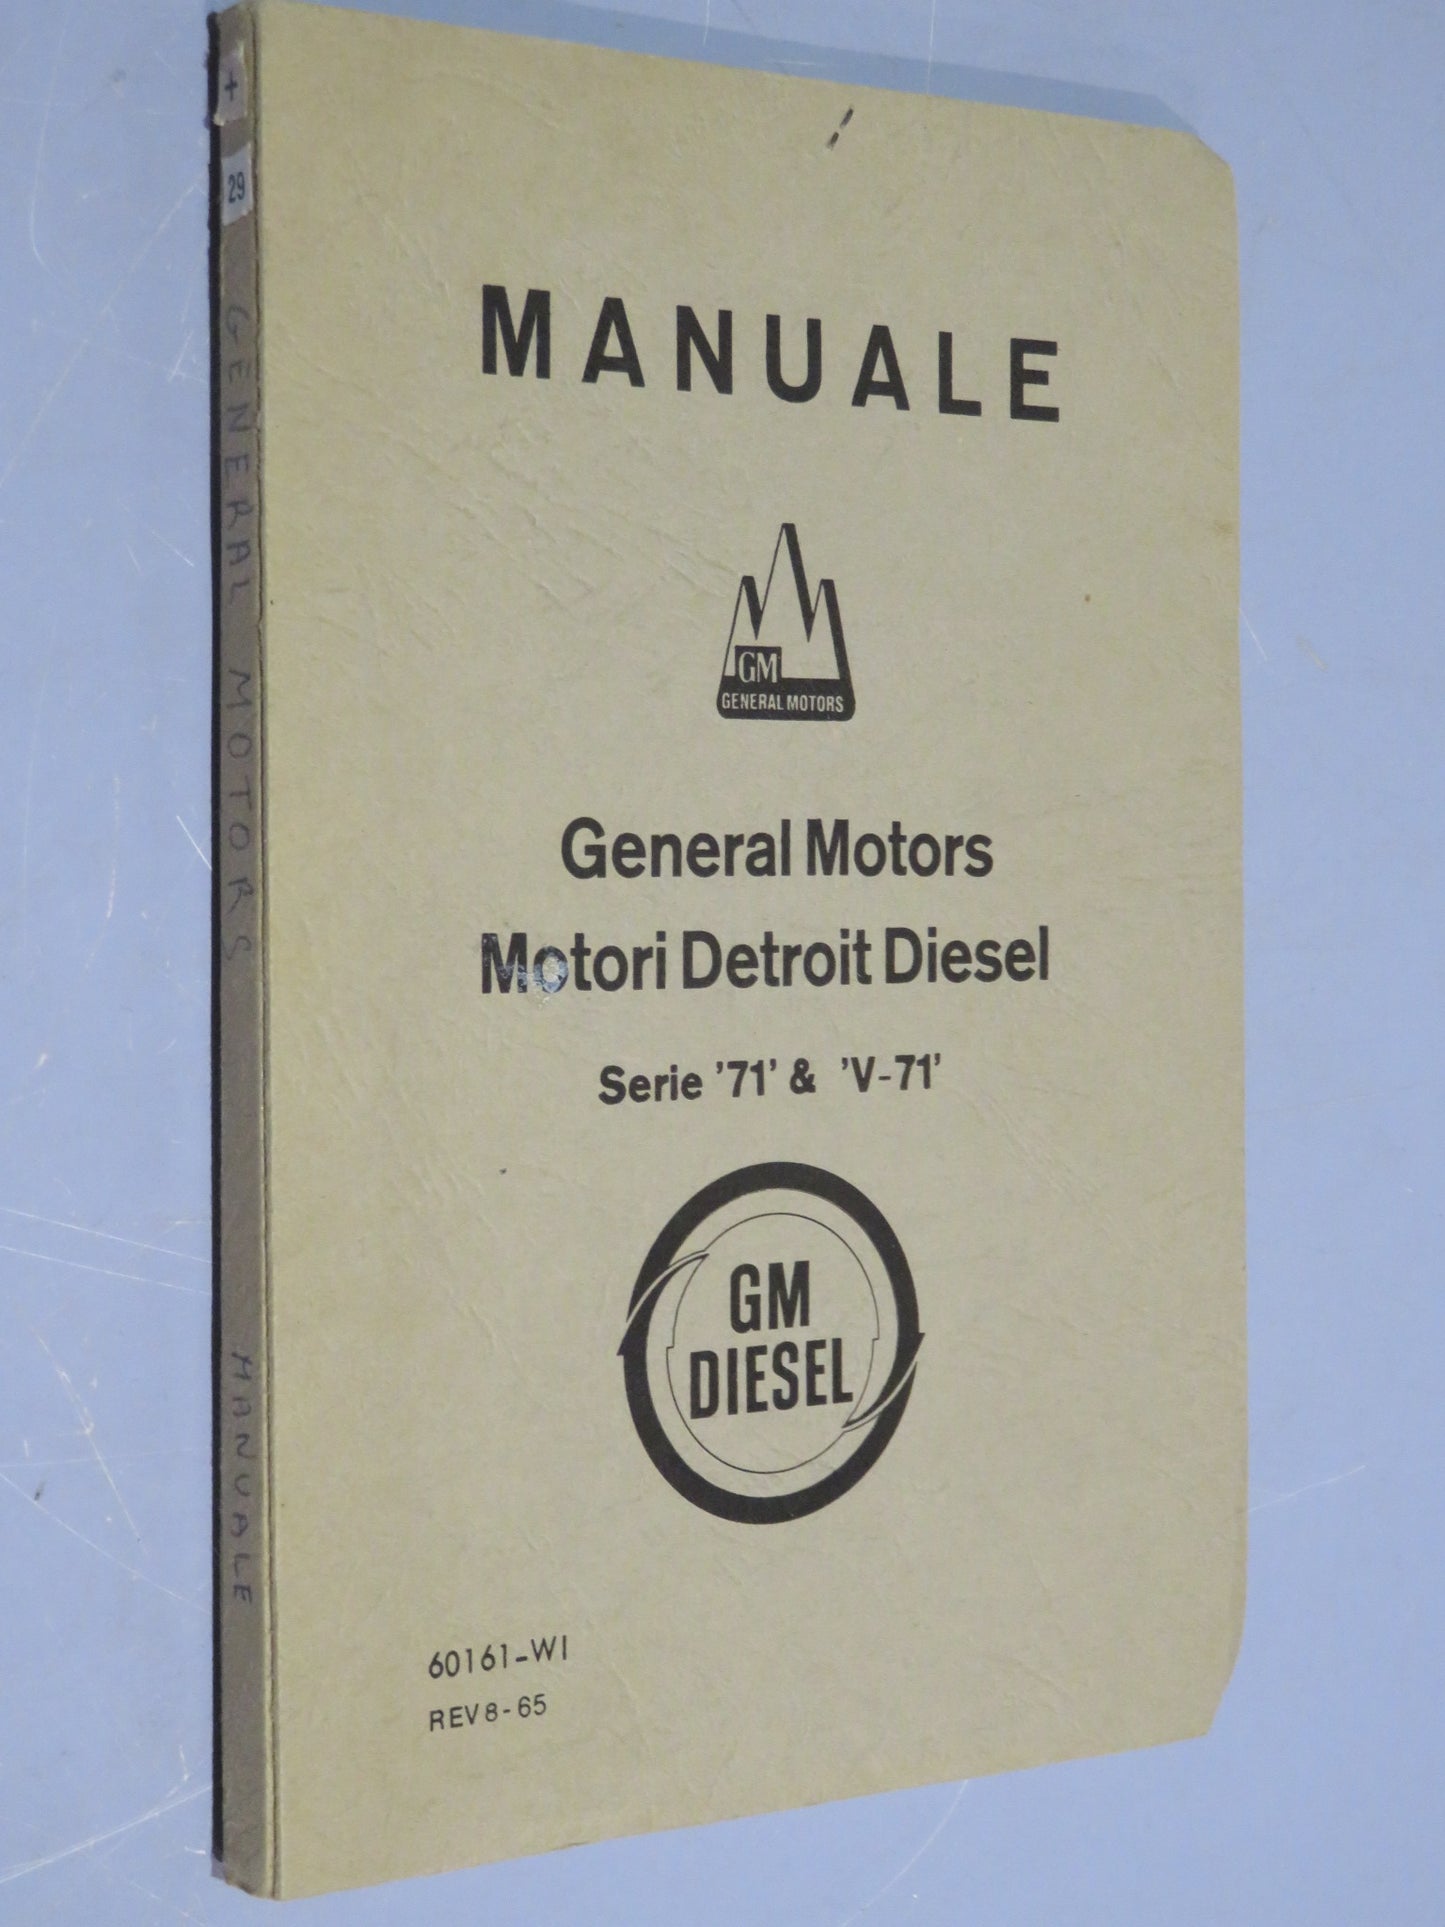 MANUALE
GM
GENERAL MOTORS
General Motors
Motori Detroit Diesel
Serie '71' & 'V-71'
GM
DIESEL
60161-WI
REV 8-65
+
29
GENERAL MOTORS
MANUALE